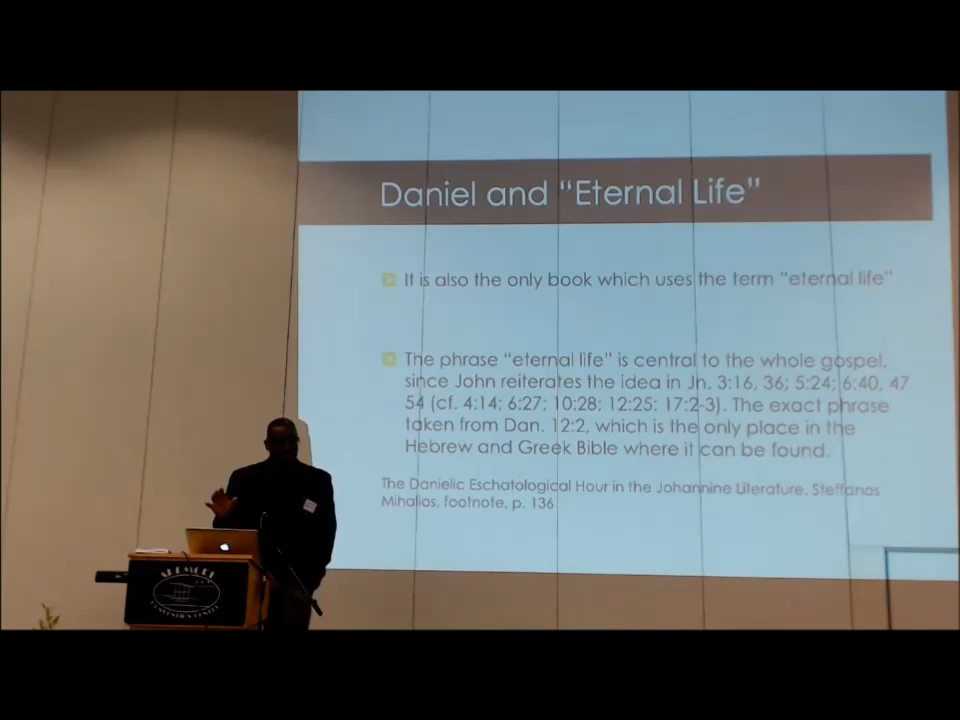 Daniel and “Eternal Life”
It is also the only book which uses the term “eternal life”
The phrase “eternal life” is central to the whole gospel,
since John reiterates the idea in Jn. 3:16, 36; 5:24; 6:40, 47
54 (cf. 4:14; 6:27; 10:28; 12:25; 17:2-3). The exact phrase
taken from Dan. 12:2, which is the only place in the
Hebrew and Greek Bible where it can be found.
The Danielic Eschatological Hour in the Johannine Literature, Steffanos
Mihalios, footnote, p. 136
ARDMORE
CONVENTION CENTER